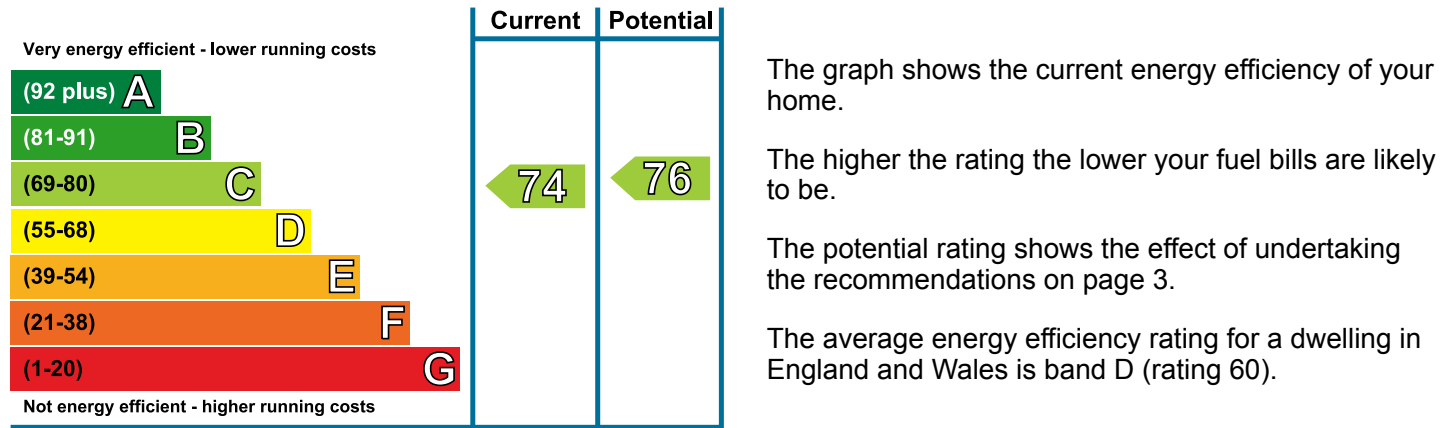 Current Potential
Very energy efficient - lower running costs
(92 plus) A
(81-91) B
(69-80) C
(55-68) D
(39-54) E
(21-38) F
(1-20) G
Not energy efficient - higher running costs
74 76
The graph shows the current energy efficiency of your
home.
The higher the rating the lower your fuel bills are likely
to be.
The potential rating shows the effect of undertaking
the recommendations on page 3.
The average energy efficiency rating for a dwelling in
England and Wales is band D (rating 60).